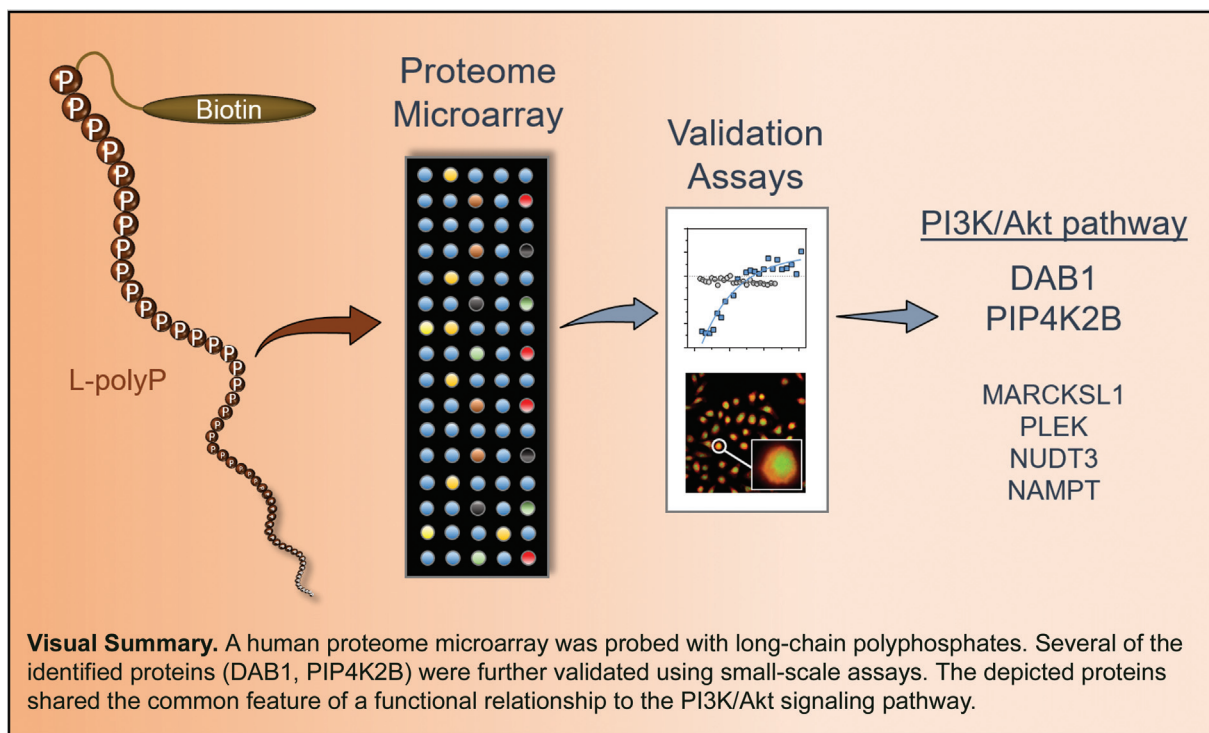 Biotin
L-polyP
Proteome
Microarray
Validation
Assays
PI3K/Akt pathway
DAB1
PIP4K2B
MARCKSL1
PLEK
NUDT3
NAMPT
P P P P P P P P P P P P P P P P P P P P P P P P P P
Visual Summary. A human proteome microarray was probed with long-chain polyphosphates. Several of the
identified proteins (DAB1, PIP4K2B) were further validated using small-scale assays. The depicted proteins
shared the common feature of a functional relationship to the PI3K/Akt signaling pathway.